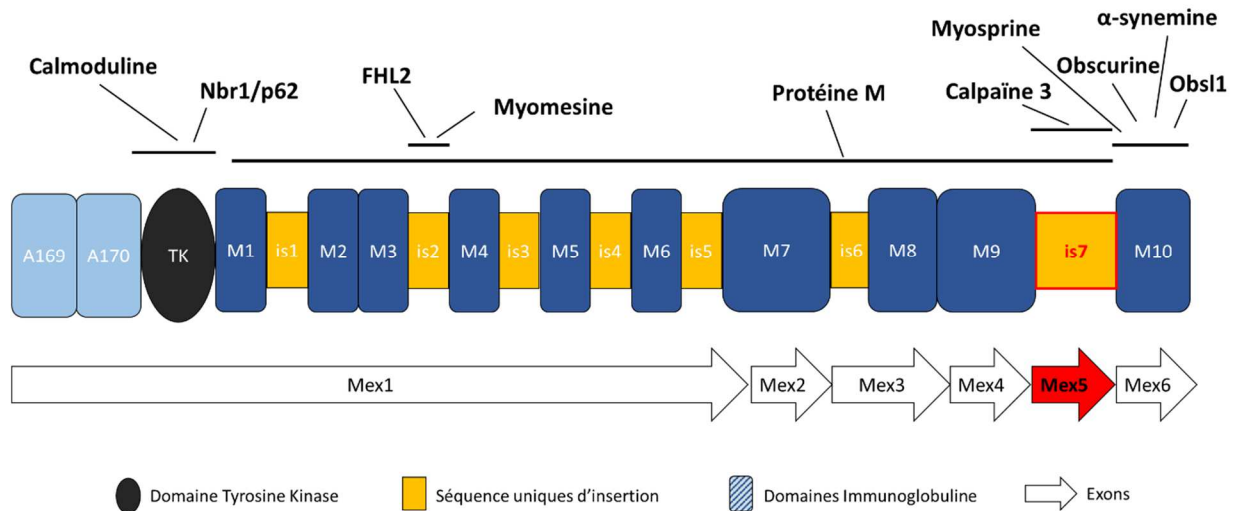 α-synemine
Myosprine
Calmoduline
FHL2
Obscurine
Nbr1/p62
Myomesine
Protéine M
Calpaïne 3
Obsl1
A169 A170 TK M1 is1 M2 M3 is2 M4 is3 M5 is4 M6 is5 M7 is6 M8 M9 is7 M10
Mex1 Mex2 Mex3 Mex4 Mex5 Mex6
Domaine Tyrosine Kinase Séquence uniques d'insertion Domaines Immunoglobuline Exons